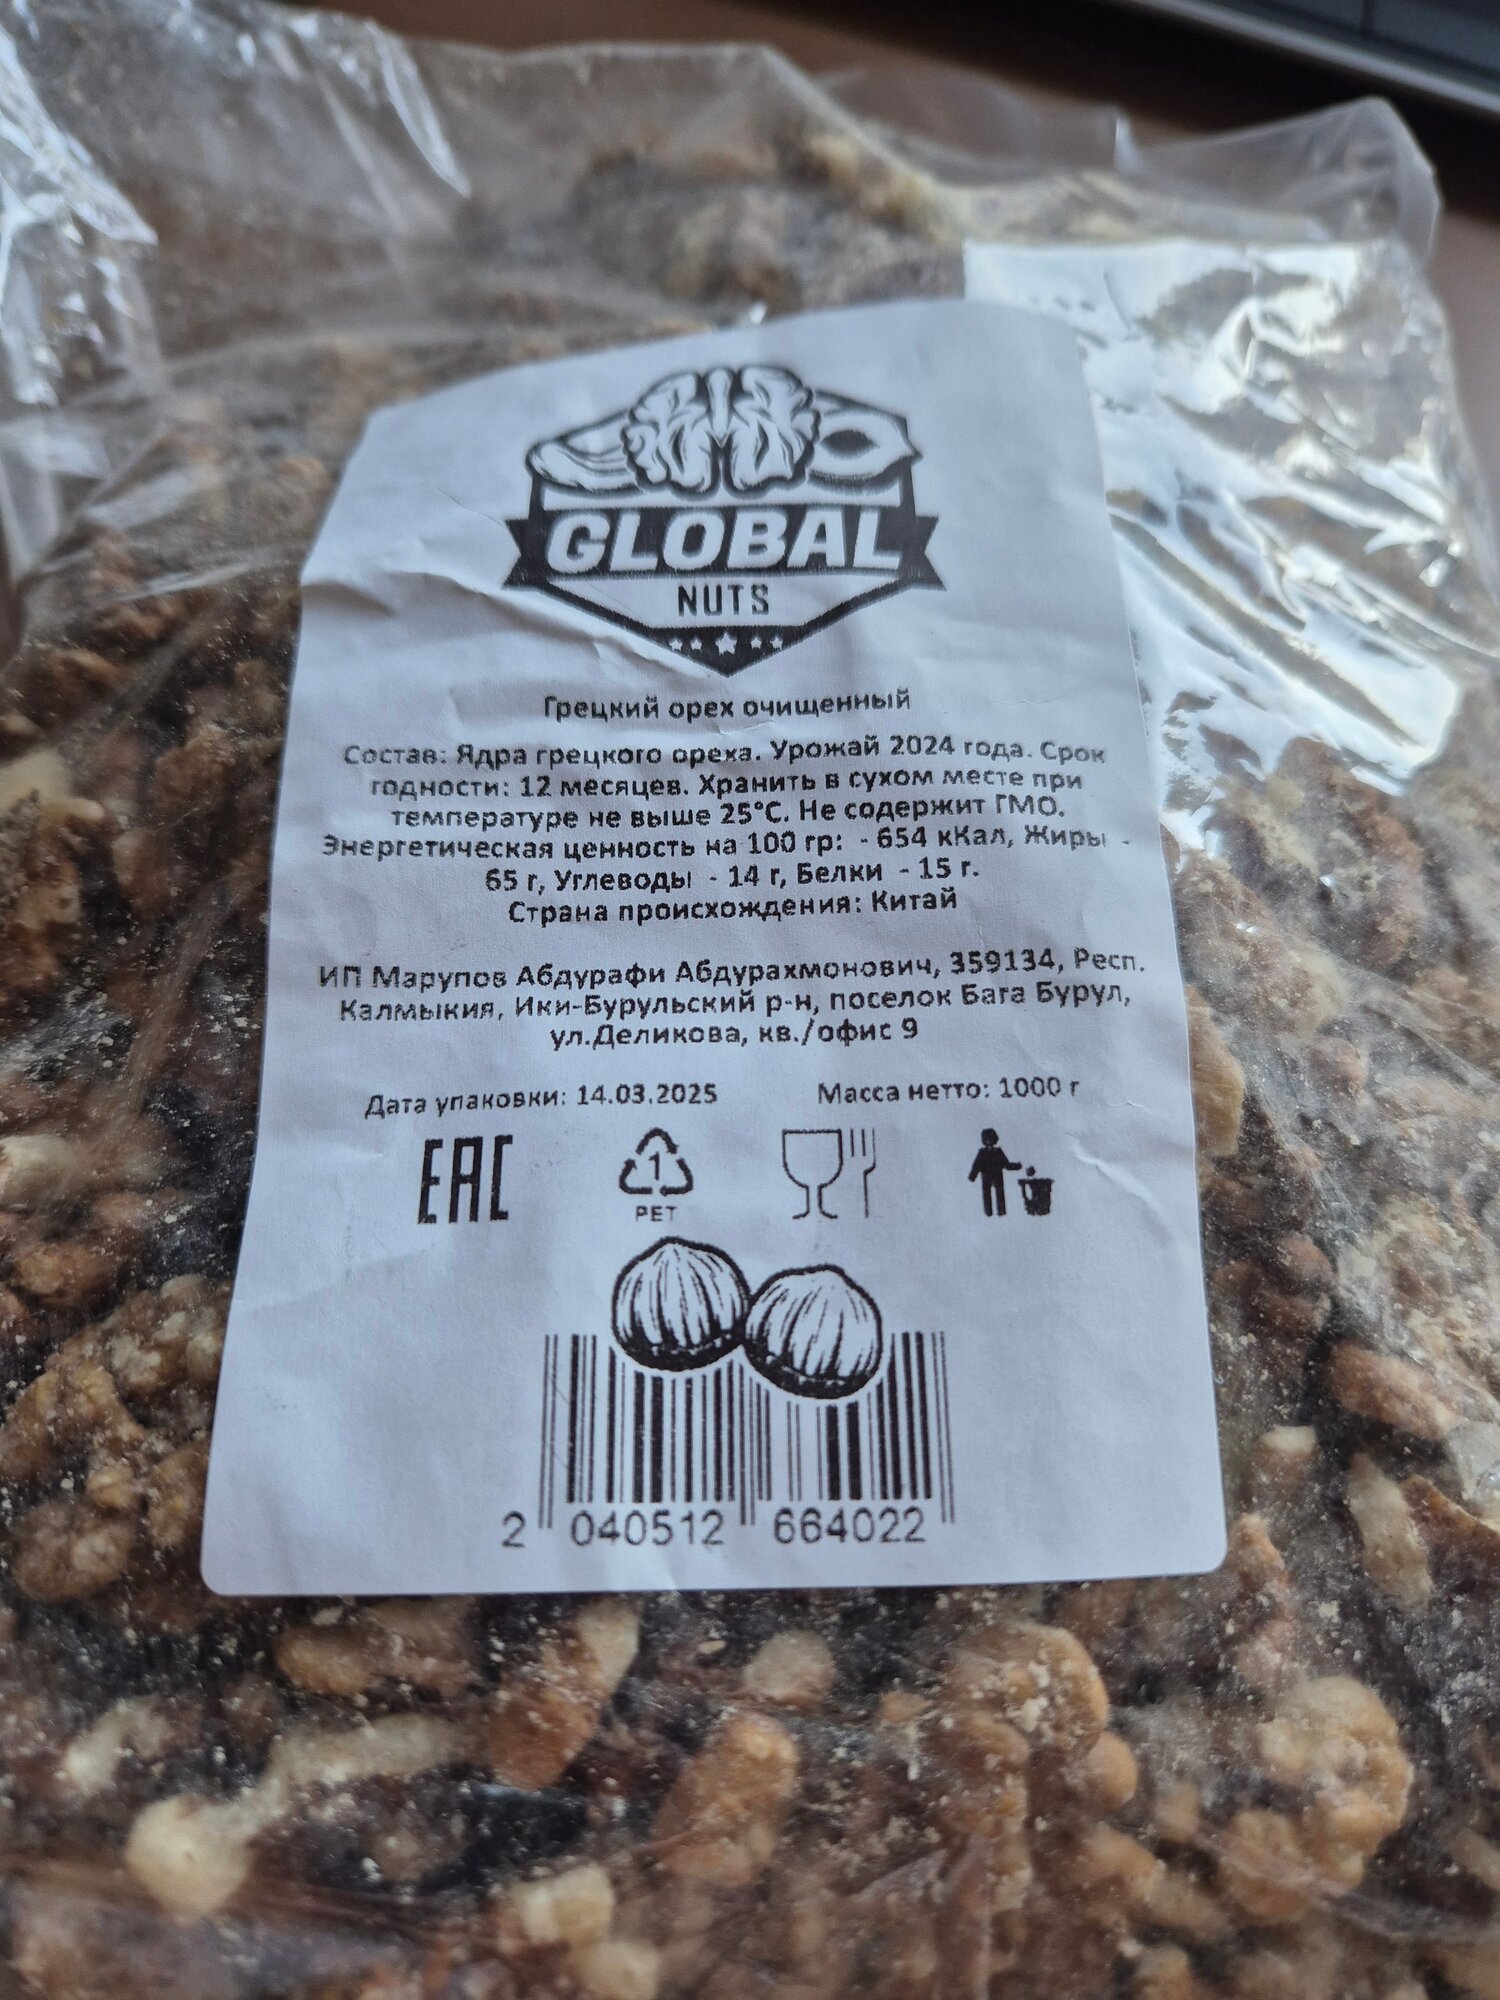 GLOBAL
NUTS
Грецкий орех очищенный
Состав: Ядра грецкого ореха. Урожай 2024 года. Срок
годности: 12 месяцев. Хранить в сухом месте при
температуре не выше 25°С. Не содержит ГМО.
Энергетическая ценность на 100 гр:  - 654 кКал, Жиры -
65 г, Углеводы  - 14 г, Белки  - 15 г.
Страна происхождения: Китай
ИП Марупов Абдурафи Абдурахмонович, 359134, Респ.
Калмыкия, Ики-Бурульский р-н, поселок Бага Бурул,
ул.Деликова, кв./офис 9
Дата упаковки: 14.03.2025 Масса нетто: 1000 г
EAC
1
PET
2 040512 664022